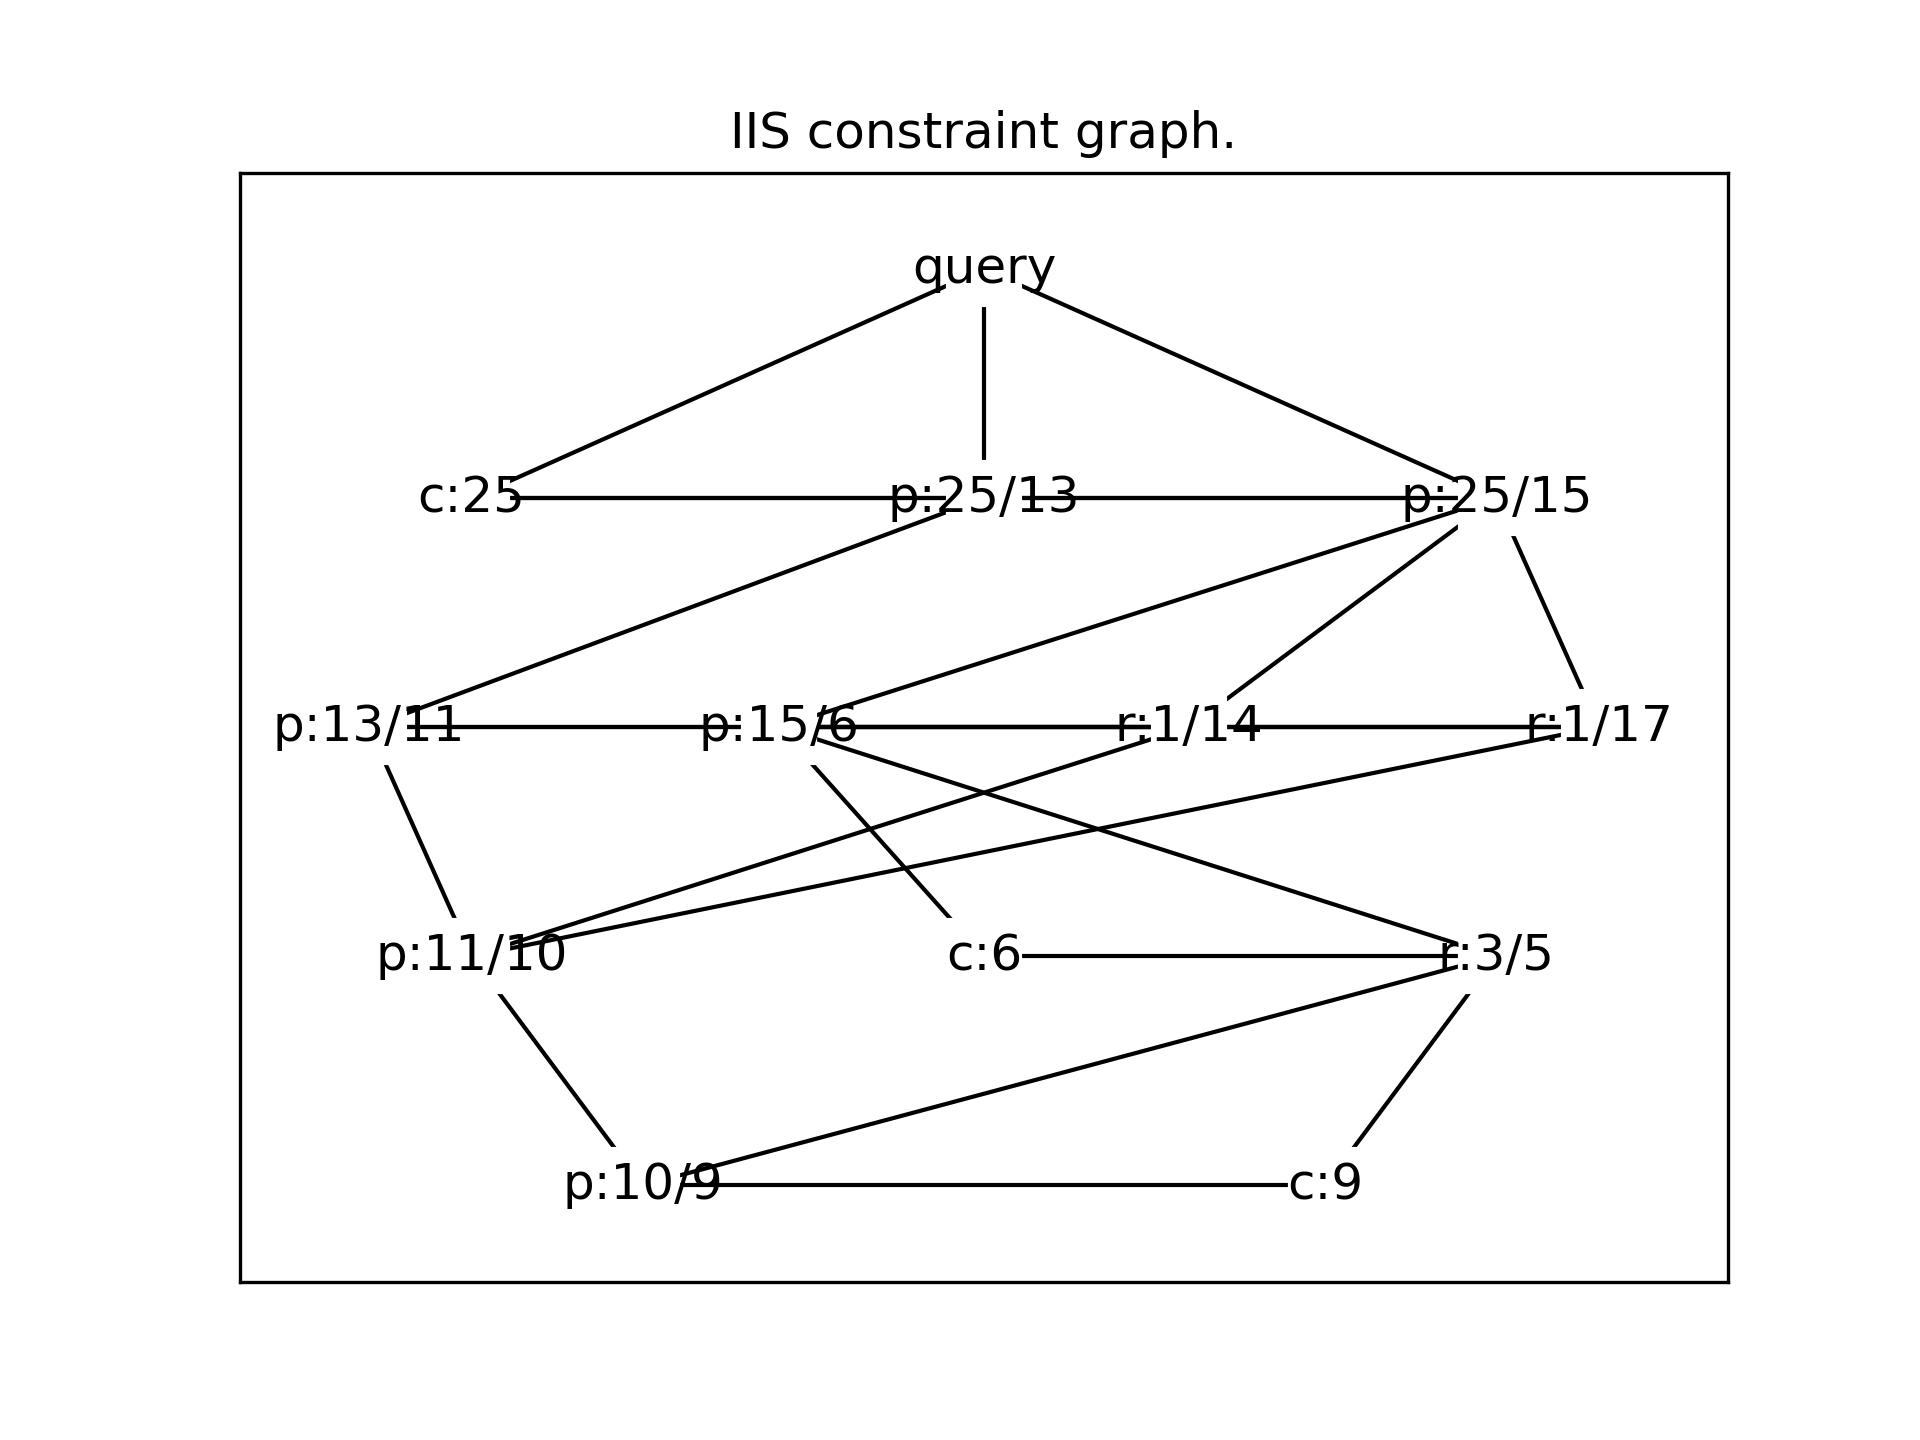 IIS constraint graph.
query
c:25 p:25/13 p:25/15
p:13/11 p:15/6 r:1/14 r:1/17
p:11/10 c:6 r:3/5
p:10/9 c:9